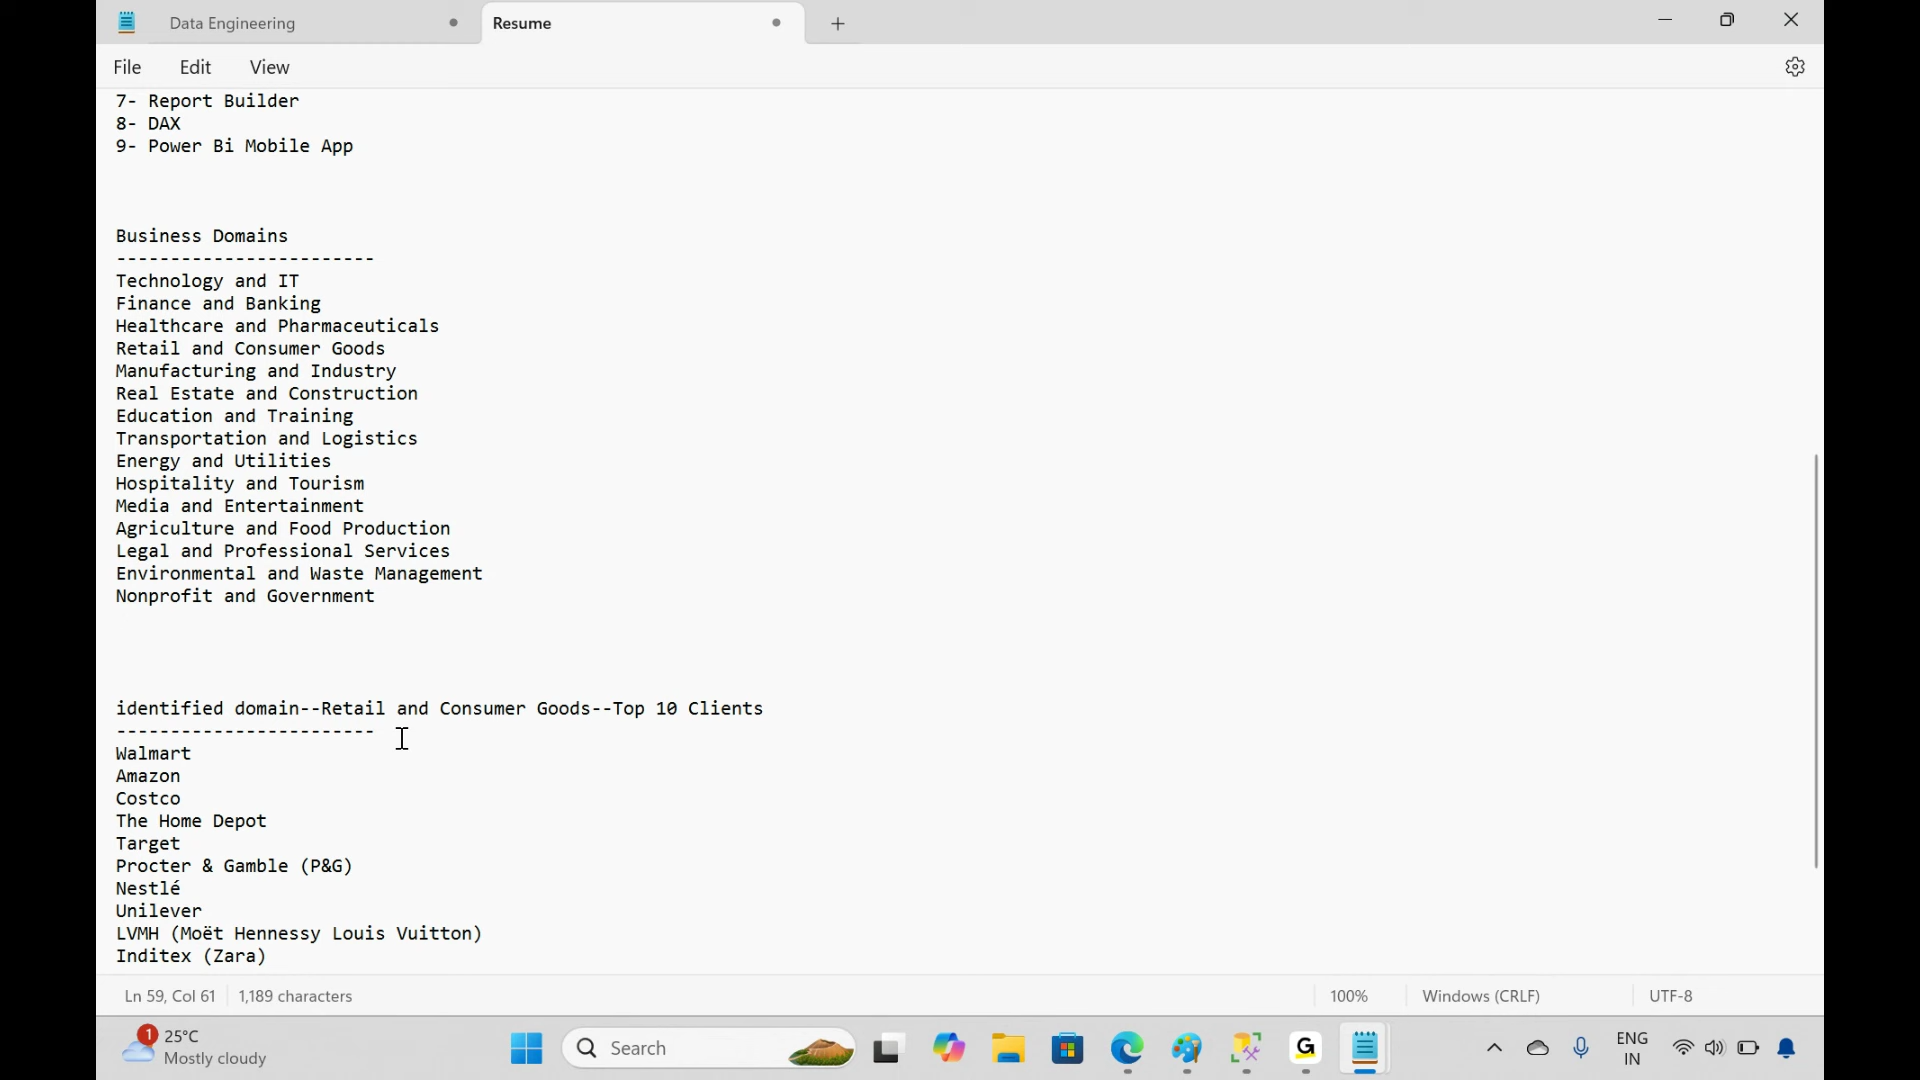 Data Engineering
Resume
File Edit View
7- Report Builder
8- DAX
9- Power Bi Mobile App
Business Domains
------------------------
Technology and IT
Finance and Banking
Healthcare and Pharmaceuticals
Retail and Consumer Goods
Manufacturing and Industry
Real Estate and Construction
Education and Training
Transportation and Logistics
Energy and Utilities
Hospitality and Tourism
Media and Entertainment
Agriculture and Food Production
Legal and Professional Services
Environmental and Waste Management
Nonprofit and Government
identified domain--Retail and Consumer Goods--Top 10 Clients
------------------------
Walmart
Amazon
Costco
The Home Depot
Target
Procter & Gamble (P&G)
Nestlé
Unilever
LVMH (Moët Hennessy Louis Vuitton)
Inditex (Zara)
Ln 59, Col 61 1,189 characters 100% Windows (CRLF) UTF-8
1
25°C
Mostly cloudy
Search
G
ENG
IN